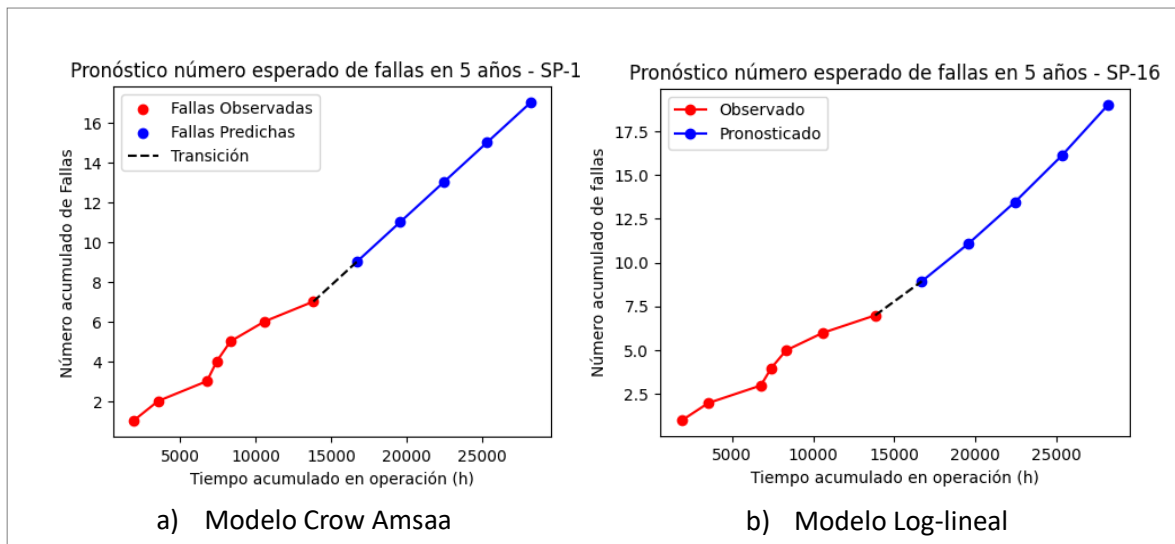 Pronóstico número esperado de fallas en 5 años - SP-1
Fallas Observadas
Fallas Predichas
Transición
Número acumulado de Fallas
16
14
12
10
8
6
4
2
5000 10000 15000 20000 25000
Tiempo acumulado en operación (h)
a) Modelo Crow Amsaa
Pronóstico número esperado de fallas en 5 años - SP-16
Observado
Pronosticado
Número acumulado de fallas
17.5
15.0
12.5
10.0
7.5
5.0
2.5
5000 10000 15000 20000 25000
Tiempo acumulado en operación (h)
b) Modelo Log-lineal